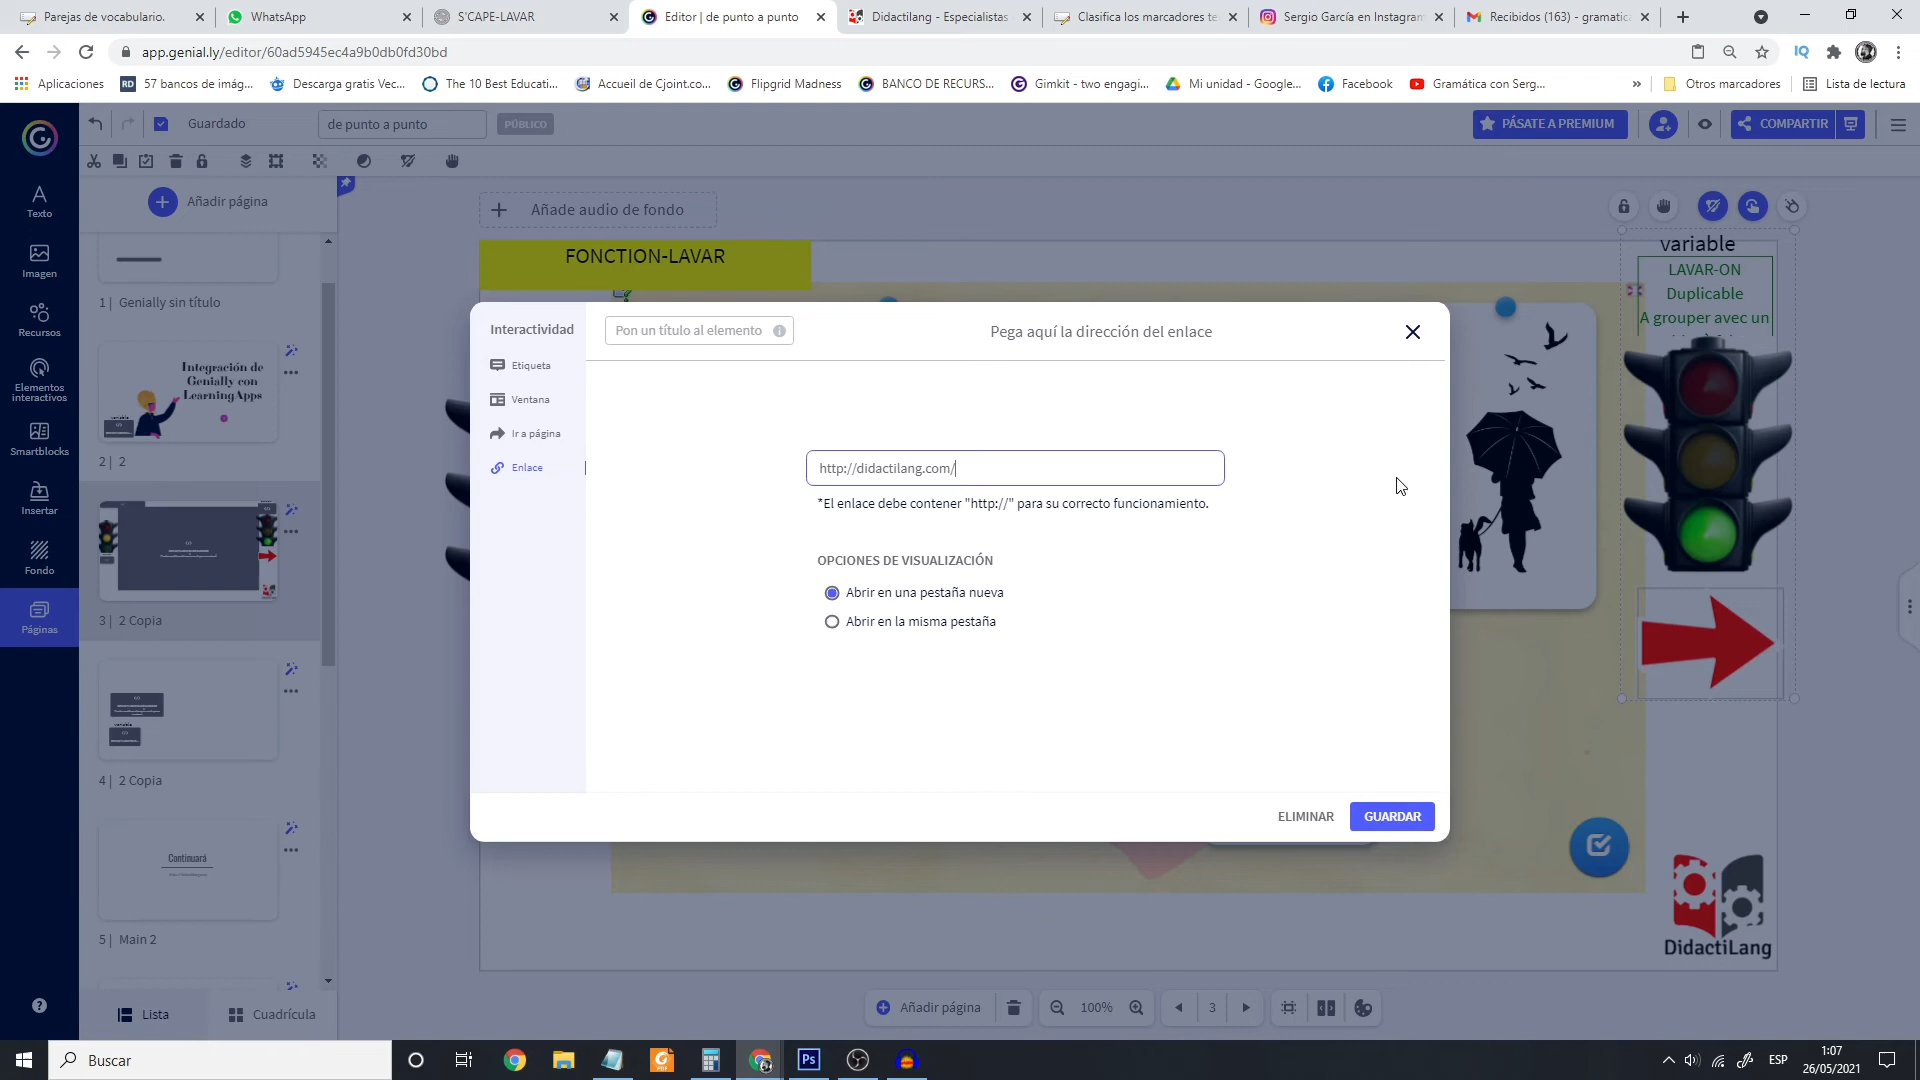 Parejas de vocabulario.
WhatsApp
S'CAPE-LAVAR
Editor | de punto a punto
Didactilang - Especialistas
Clasifica los marcadores te
Sergio García en Instagram
Recibidos (163) - gramatic
app.genial.ly/editor/60ad5945ec4a9b0db0fd30bd
Aplicaciones
RD
57 bancos de imág...
Descarga gratis Vec...
The 10 Best Educati...
Accueil de Cjoint.co...
Flipgrid Madness
BANCO DE RECURS...
Gimkit - two engagi...
Mi unidad - Google...
Facebook
Gramática con Serg...
»
Otros marcadores
Lista de lectura
Guardado
de punto a punto
PÚBLICO
PÁSATE A PREMIUM
COMPARTIR
Texto
Imagen
Recursos
Elementos
interactivos
Smartblocks
Insertar
Fondo
Páginas
Añadir página
1 | Genially sin título
Integración de
Genially con
LearningApps
variable
2 | 2
3 | 2 Copia
variable
4 | 2 Copia
Continuará
5 | Main 2
Lista
Cuadrícula
Añade audio de fondo
FONCTION-LAVAR
variable
LAVAR-ON
Duplicable
A grouper avec un
DidactiLang
Interactividad
Etiqueta
Ventana
Ir a página
Enlace
Pon un título al elemento
Pega aquí la dirección del enlace
http://didactilang.com/
*El enlace debe contener "http://" para su correcto funcionamiento.
OPCIONES DE VISUALIZACIÓN
Abrir en una pestaña nueva
Abrir en la misma pestaña
ELIMINAR
GUARDAR
Añadir página
100%
3
Buscar
Ps
ESP
1:07
26/05/2021